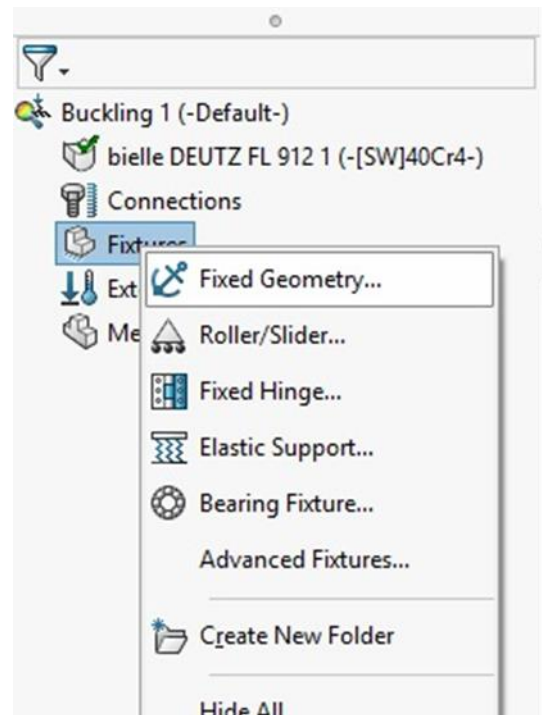 Buckling 1 (-Default-)
bielle DEUTZ FL 912 1 (-[SW]40Cr4-)
Connections
Fixtures
Fixed Geometry...
Ext
Roller/Slider...
Me
Fixed Hinge...
Elastic Support...
Bearing Fixture...
Advanced Fixtures...
Create New Folder
Hide All